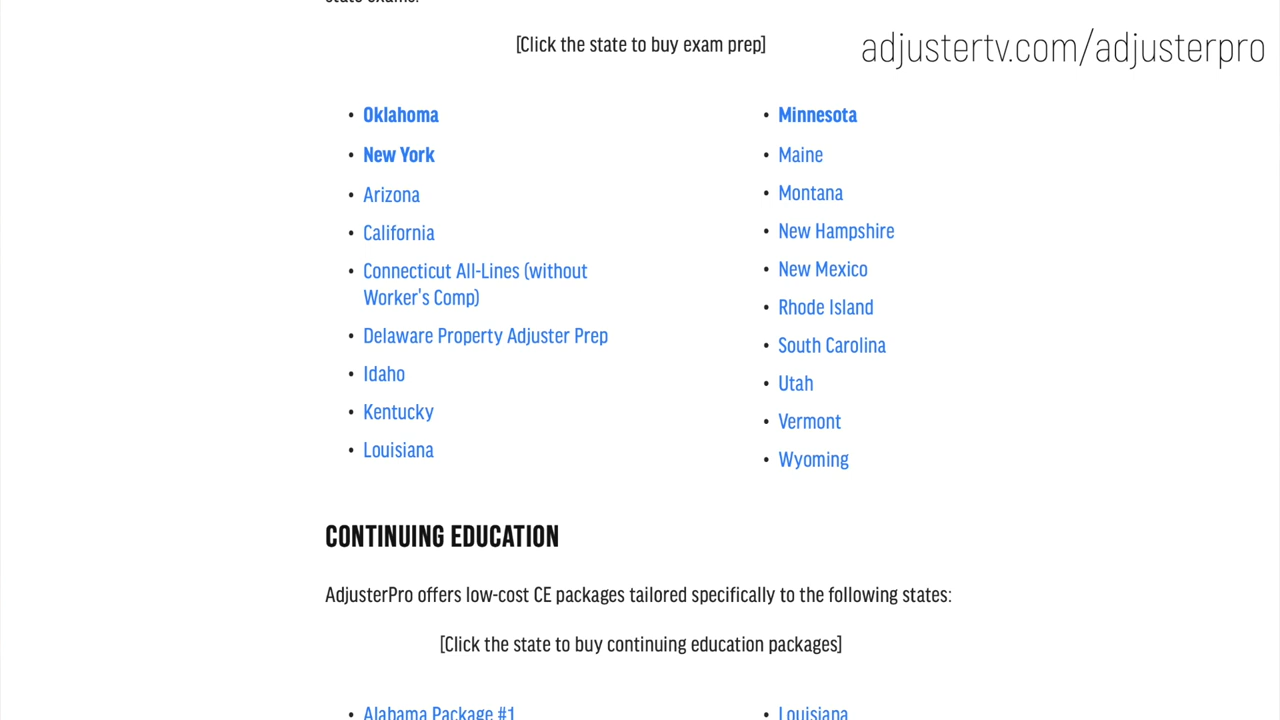 state exams.
[Click the state to buy exam prep]
adjustertv.com/adjusterpro
• Oklahoma
• New York
• Arizona
• California
• Connecticut All-Lines (without
Worker's Comp)
• Delaware Property Adjuster Prep
• Idaho
• Kentucky
• Louisiana
• Minnesota
• Maine
• Montana
• New Hampshire
• New Mexico
• Rhode Island
• South Carolina
• Utah
• Vermont
• Wyoming
CONTINUING EDUCATION
AdjusterPro offers low-cost CE packages tailored specifically to the following states:
[Click the state to buy continuing education packages]
• Alabama Package #1
• Louisiana